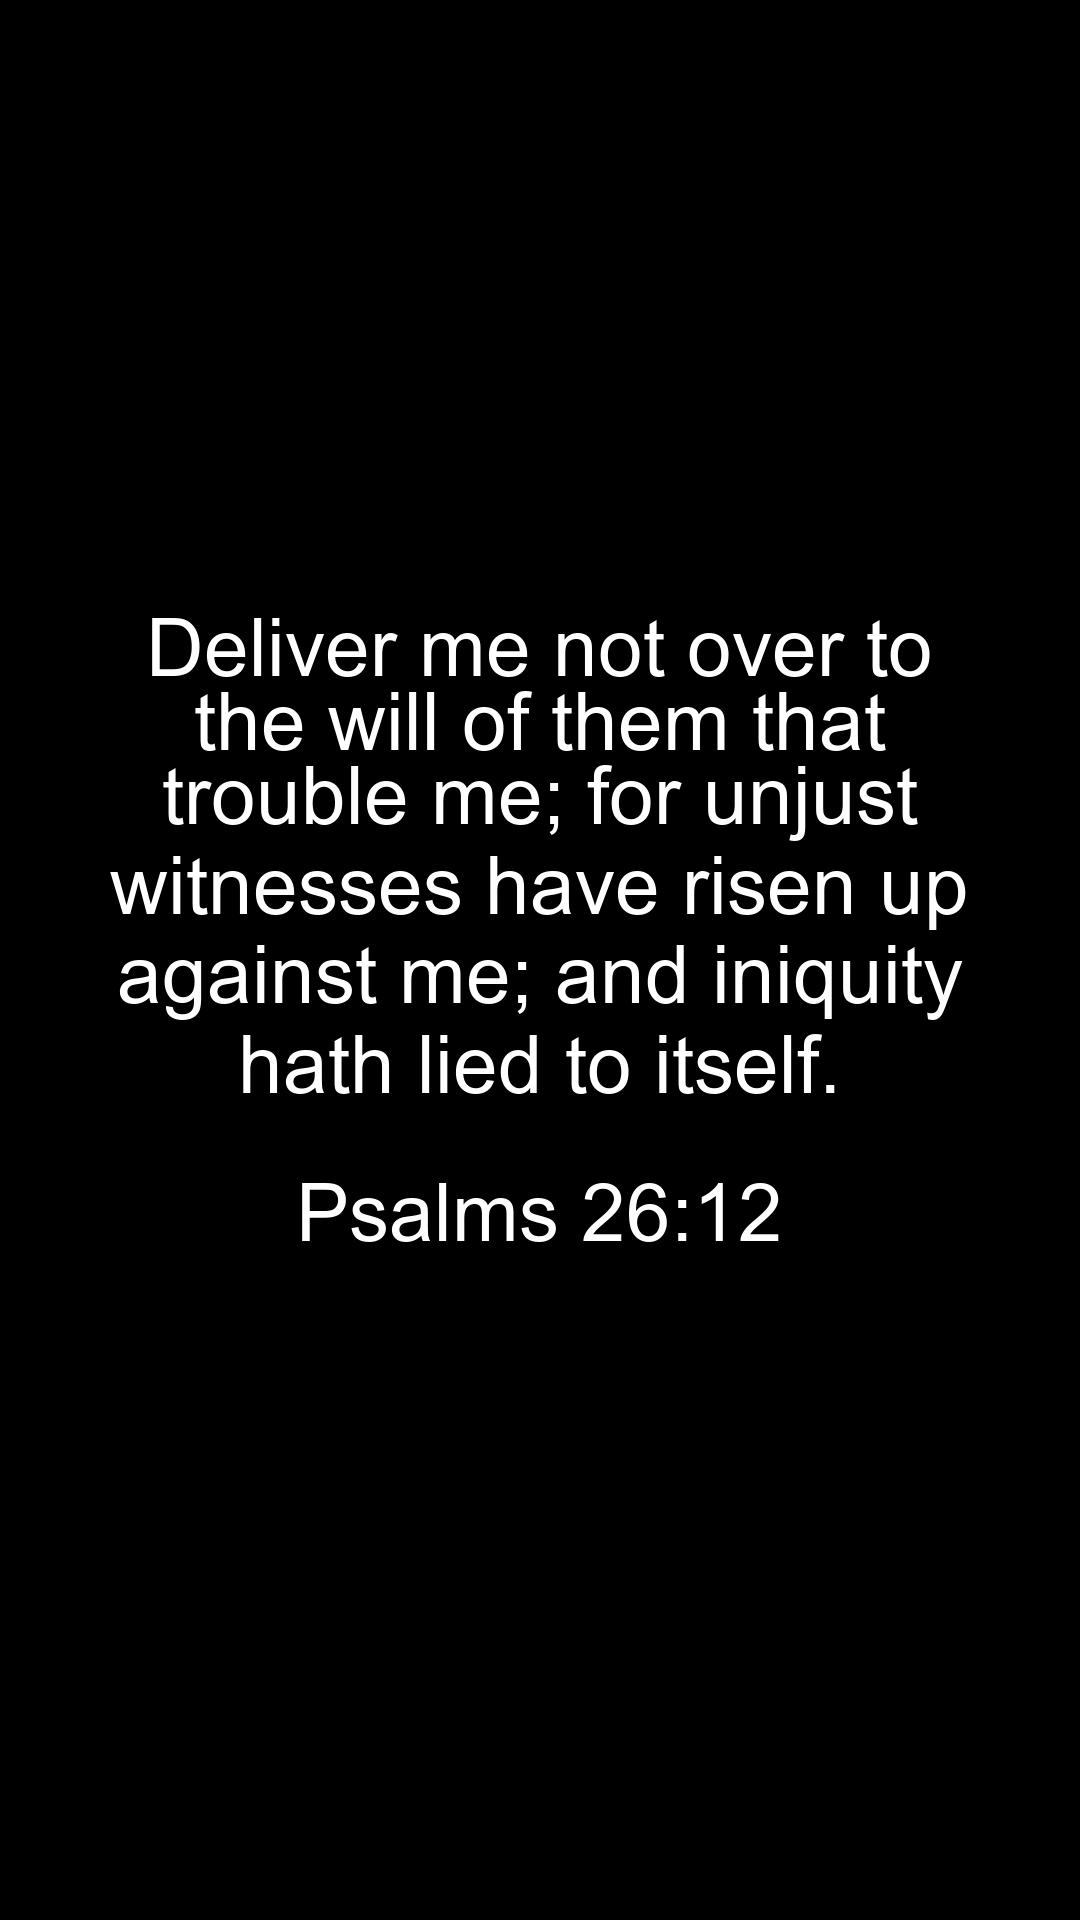 Deliver me not over to
the will of them that
trouble me; for unjust
witnesses have risen up
against me; and iniquity
hath lied to itself.
Psalms 26:12